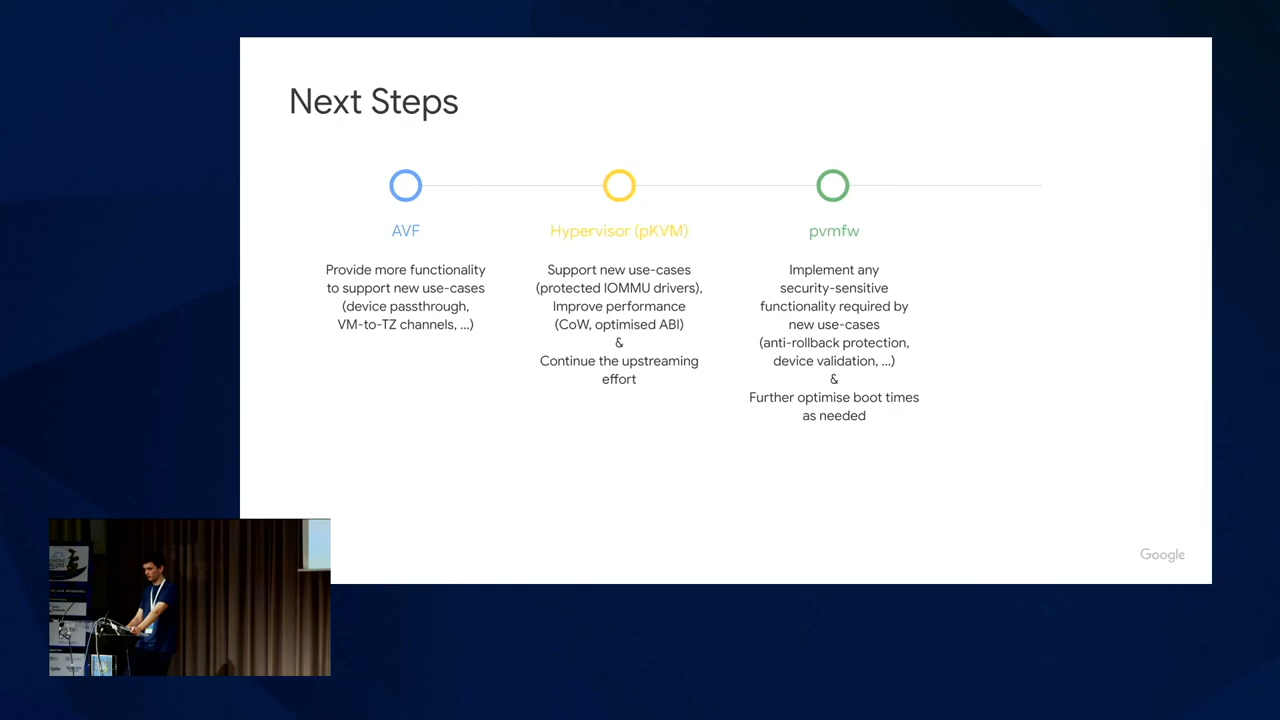 Next Steps
AVF
Provide more functionality
to support new use-cases
(device passthrough,
VM-to-TZ channels, ...)
Hypervisor (pKVM)
Support new use-cases
(protected IOMMU drivers),
Improve performance
(CoW, optimised ABI)
&
Continue the upstreaming
effort
pvmfw
Implement any
security-sensitive
functionality required by
new use-cases
(anti-rollback protection,
device validation, ...)
&
Further optimise boot times
as needed
Google